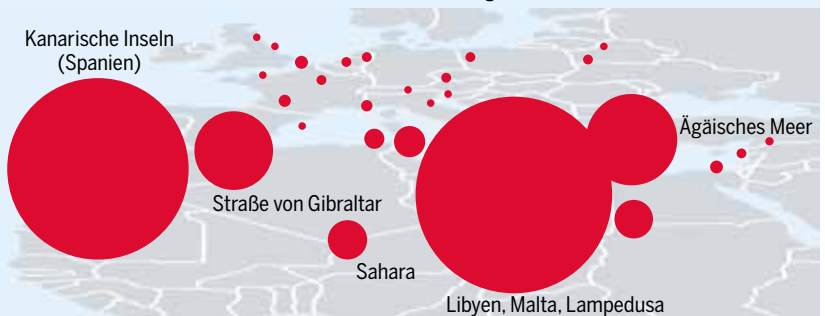 Kanarische Inseln
(Spanien)
Ägäisches Meer
Straße von Gibraltar
Sahara
Libyen, Malta, Lampedusa